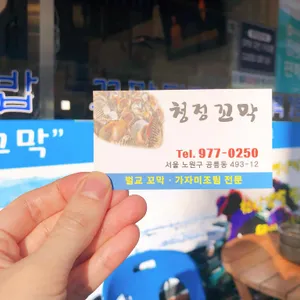 밥
꼬막"
청정꼬막
Tel. 977-0250
서울 노원구 공릉동 493-12
벌교 꼬막 · 가자미조림 전문